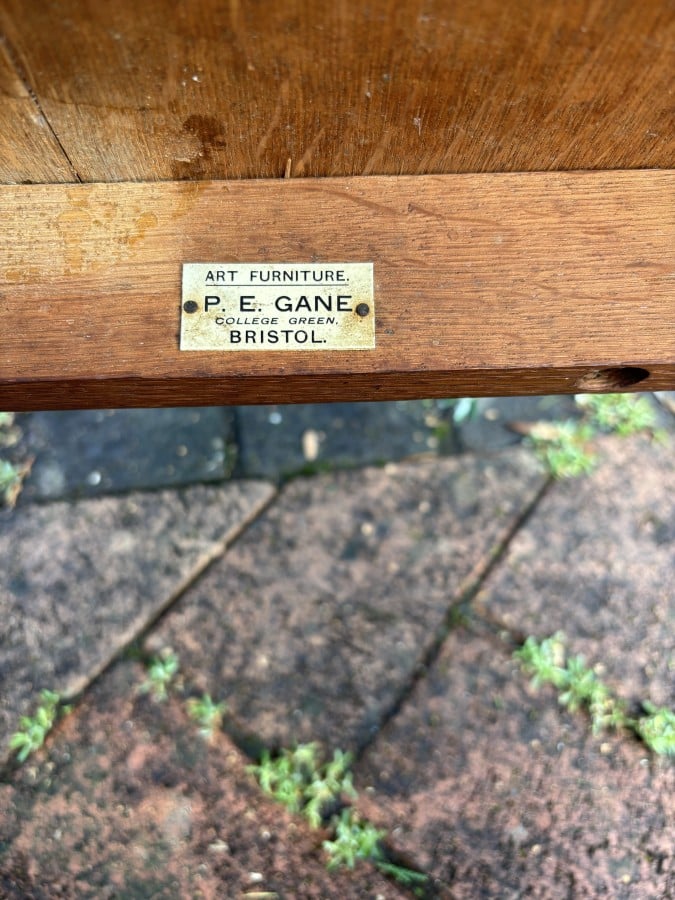 ART FURNITURE.
P. E. GANE
COLLEGE GREEN,
BRISTOL.